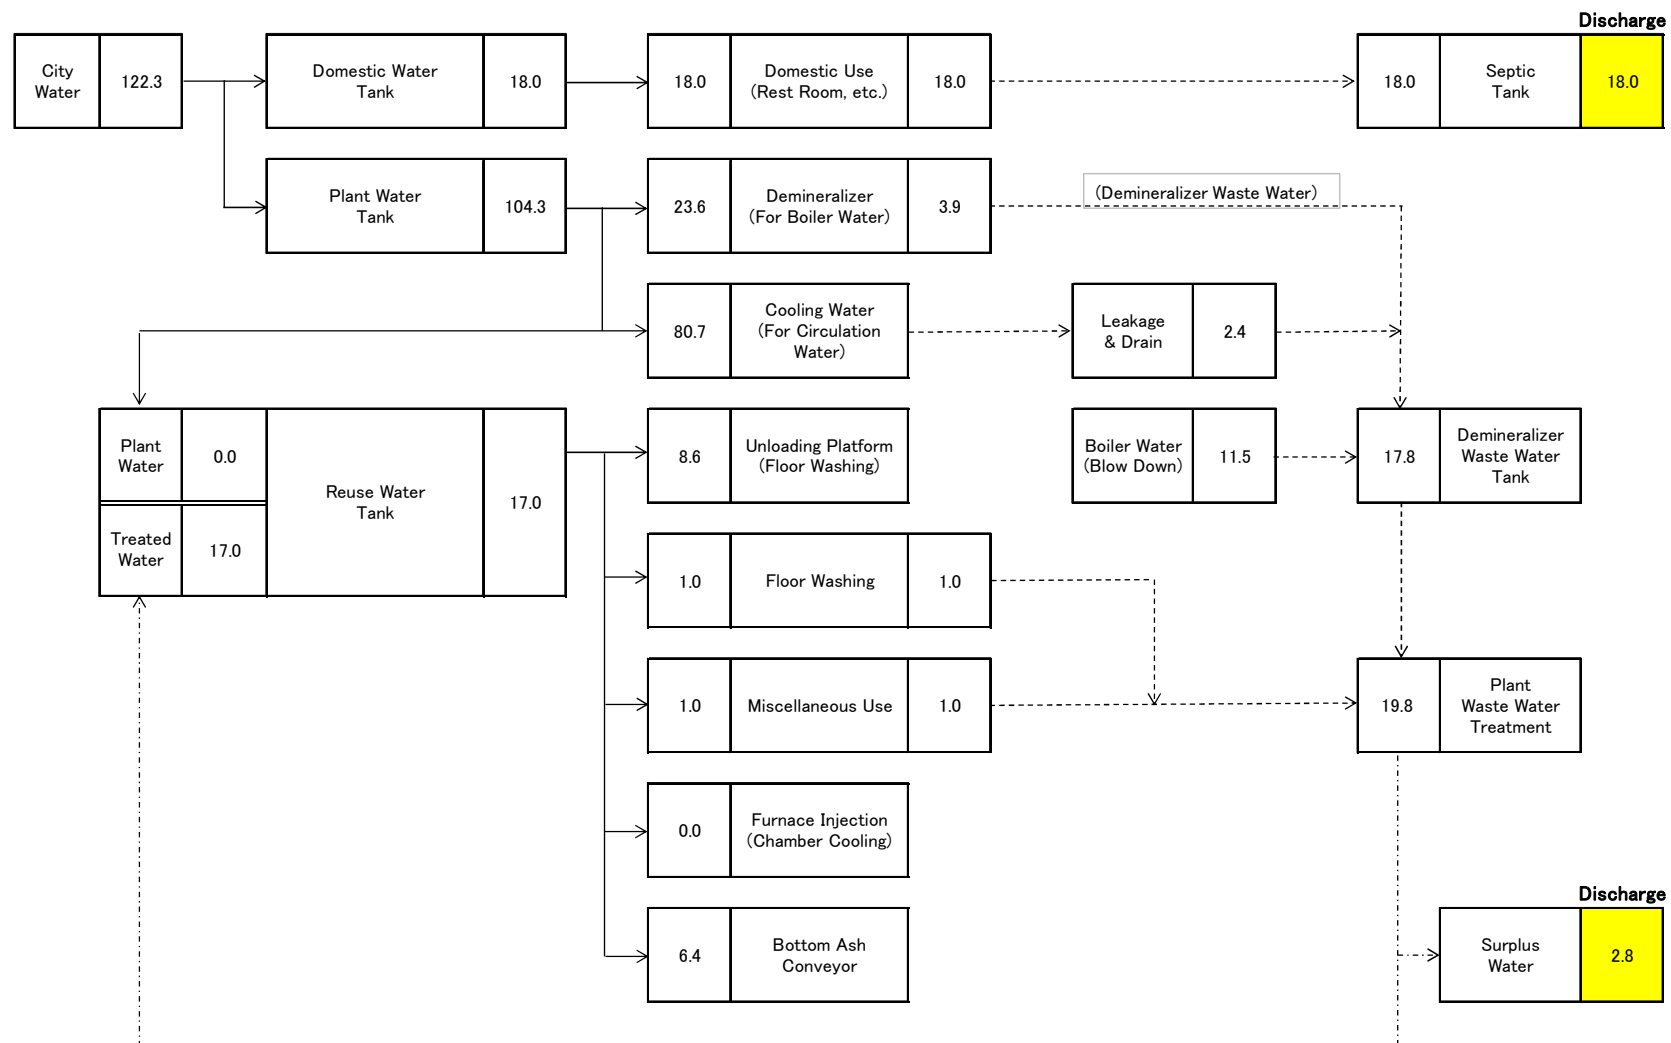 Discharge
City
Water
122.3
Domestic Water
Tank
18.0
18.0
Domestic Use
(Rest Room, etc.)
18.0
18.0
Septic
Tank
18.0
Plant Water
Tank
104.3
23.6
Demineralizer
(For Boiler Water)
3.9
(Demineralizer Waste Water)
80.7
Cooling Water
(For Circulation
Water)
Leakage
& Drain
2.4
Plant
Water
0.0
Treated
Water
17.0
Reuse Water
Tank
17.0
8.6
Unloading Platform
(Floor Washing)
Boiler Water
(Blow Down)
11.5
17.8
Demineralizer
Waste Water
Tank
1.0
Floor Washing
1.0
1.0
Miscellaneous Use
1.0
19.8
Plant
Waste Water
Treatment
0.0
Furnace Injection
(Chamber Cooling)
Discharge
6.4
Bottom Ash
Conveyor
Surplus
Water
2.8